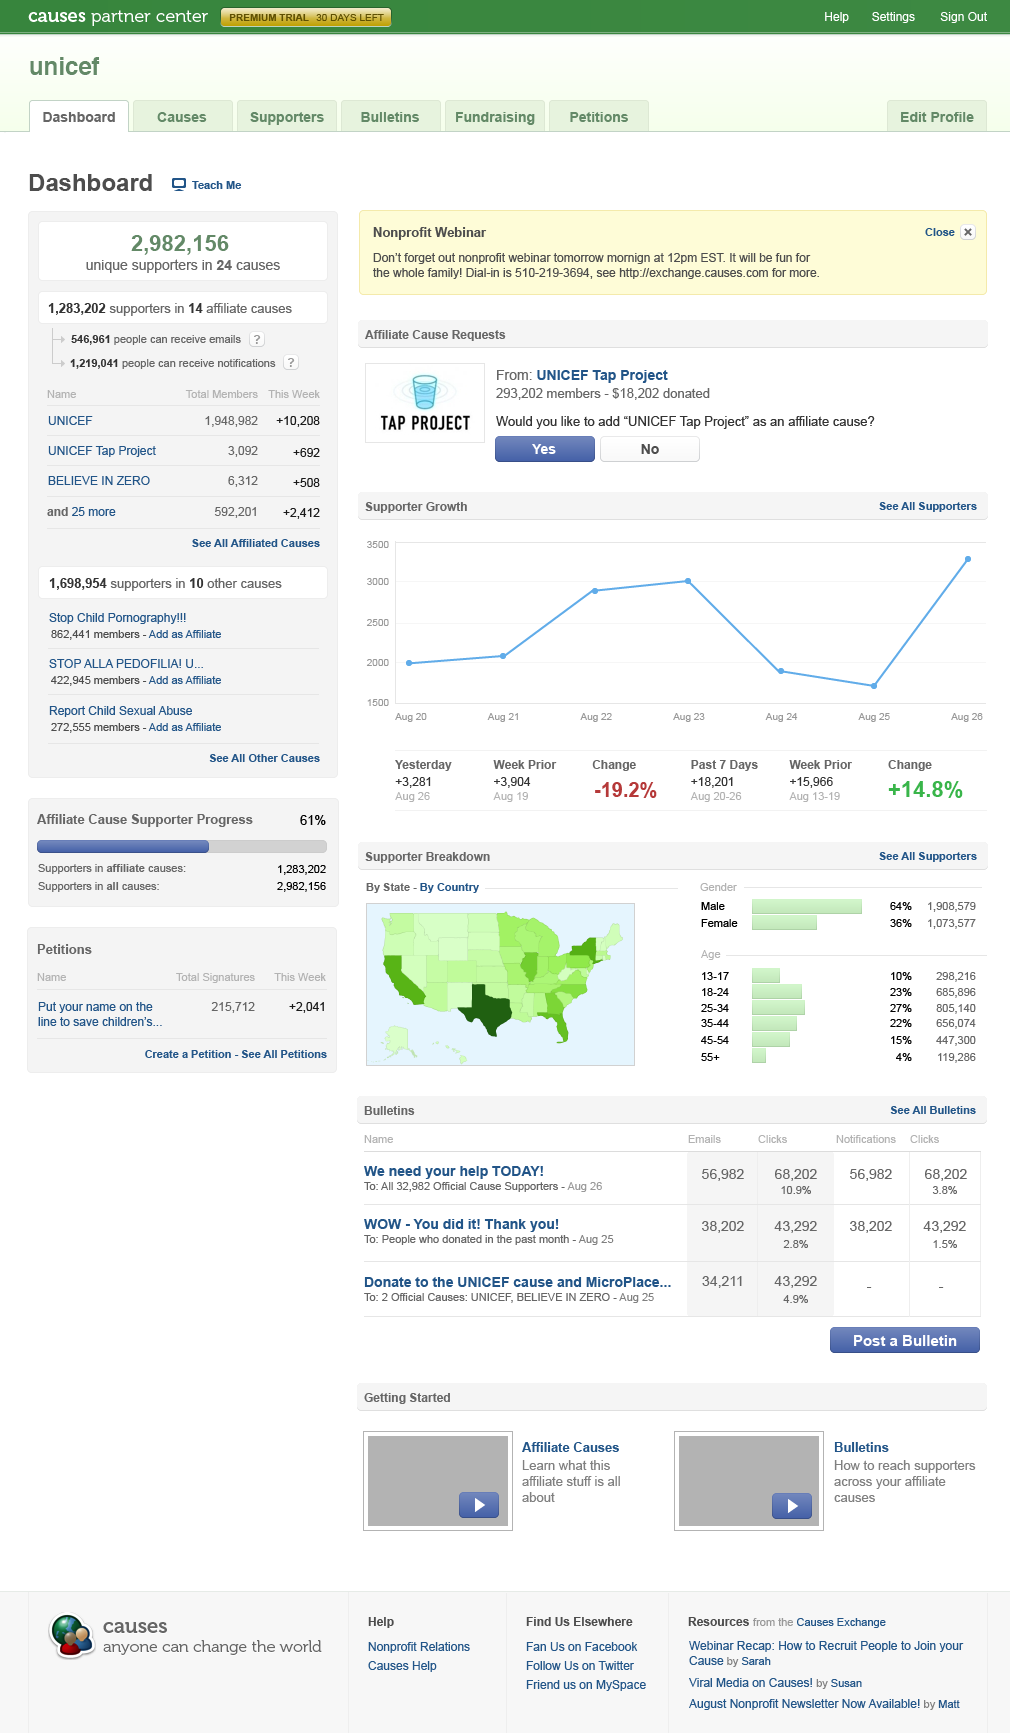 causes partner center PREMIUM TRIAL 30 DAYS LEFT
Help Settings Sign Out
unicef
Dashboard Causes Supporters Bulletins Fundraising Petitions Edit Profile
Dashboard Teach Me
2,982,156
unique supporters in 24 causes
1,283,202 supporters in 14 affiliate causes
546,961 people can receive emails ?
1,219,041 people can receive notifications ?
Name Total Members This Week
UNICEF 1,948,982 +10,208
UNICEF Tap Project 3,092 +692
BELIEVE IN ZERO 6,312 +508
and 25 more 592,201 +2,412
See All Affiliated Causes
1,698,954 supporters in 10 other causes
Stop Child Pornography!!!
862,441 members - Add as Affiliate
STOP ALLA PEDOFILIA! U...
422,945 members - Add as Affiliate
Report Child Sexual Abuse
272,555 members - Add as Affiliate
See All Other Causes
Affiliate Cause Supporter Progress 61%
Supporters in affiliate causes: 1,283,202
Supporters in all causes: 2,982,156
Petitions
Name Total Signatures This Week
Put your name on the
line to save children's... 215,712 +2,041
Create a Petition - See All Petitions
Nonprofit Webinar Close
Don't forget out nonprofit webinar tomorrow mornign at 12pm EST. It will be fun for
the whole family! Dial-in is 510-219-3694, see http://exchange.causes.com for more.
Affiliate Cause Requests
TAP PROJECT
From: UNICEF Tap Project
293,202 members - $18,202 donated
Would you like to add “UNICEF Tap Project” as an affiliate cause?
Yes No
Supporter Growth See All Supporters
3500
3000
2500
2000
1500
Aug 20 Aug 21 Aug 22 Aug 23 Aug 24 Aug 25 Aug 26
Yesterday Week Prior Change Past 7 Days Week Prior Change
+3,281 +3,904 -19.2% +18,201 +15,966 +14.8%
Aug 26 Aug 19 Aug 20-26 Aug 13-19
Supporter Breakdown See All Supporters
By State - By Country
Gender
Male 64% 1,908,579
Female 36% 1,073,577
Age
13-17 10% 298,216
18-24 23% 685,896
25-34 27% 805,140
35-44 22% 656,074
45-54 15% 447,300
55+ 4% 119,286
Bulletins See All Bulletins
Name Emails Clicks Notifications Clicks
We need your help TODAY! 56,982 68,202 56,982 68,202
To: All 32,982 Official Cause Supporters - Aug 26 10.9% 3.8%
WOW - You did it! Thank you! 38,202 43,292 38,202 43,292
To: People who donated in the past month - Aug 25 2.8% 1.5%
Donate to the UNICEF cause and MicroPlace... 34,211 43,292 - -
To: 2 Official Causes: UNICEF, BELIEVE IN ZERO - Aug 25 4.9%
Post a Bulletin
Getting Started
Affiliate Causes
Learn what this
affiliate stuff is all
about
Bulletins
How to reach supporters
across your affiliate
causes
causes
anyone can change the world
Help
Nonprofit Relations
Causes Help
Find Us Elsewhere
Fan Us on Facebook
Follow Us on Twitter
Friend us on MySpace
Resources from the Causes Exchange
Webinar Recap: How to Recruit People to Join your
Cause by Sarah
Viral Media on Causes! by Susan
August Nonprofit Newsletter Now Available! by Matt